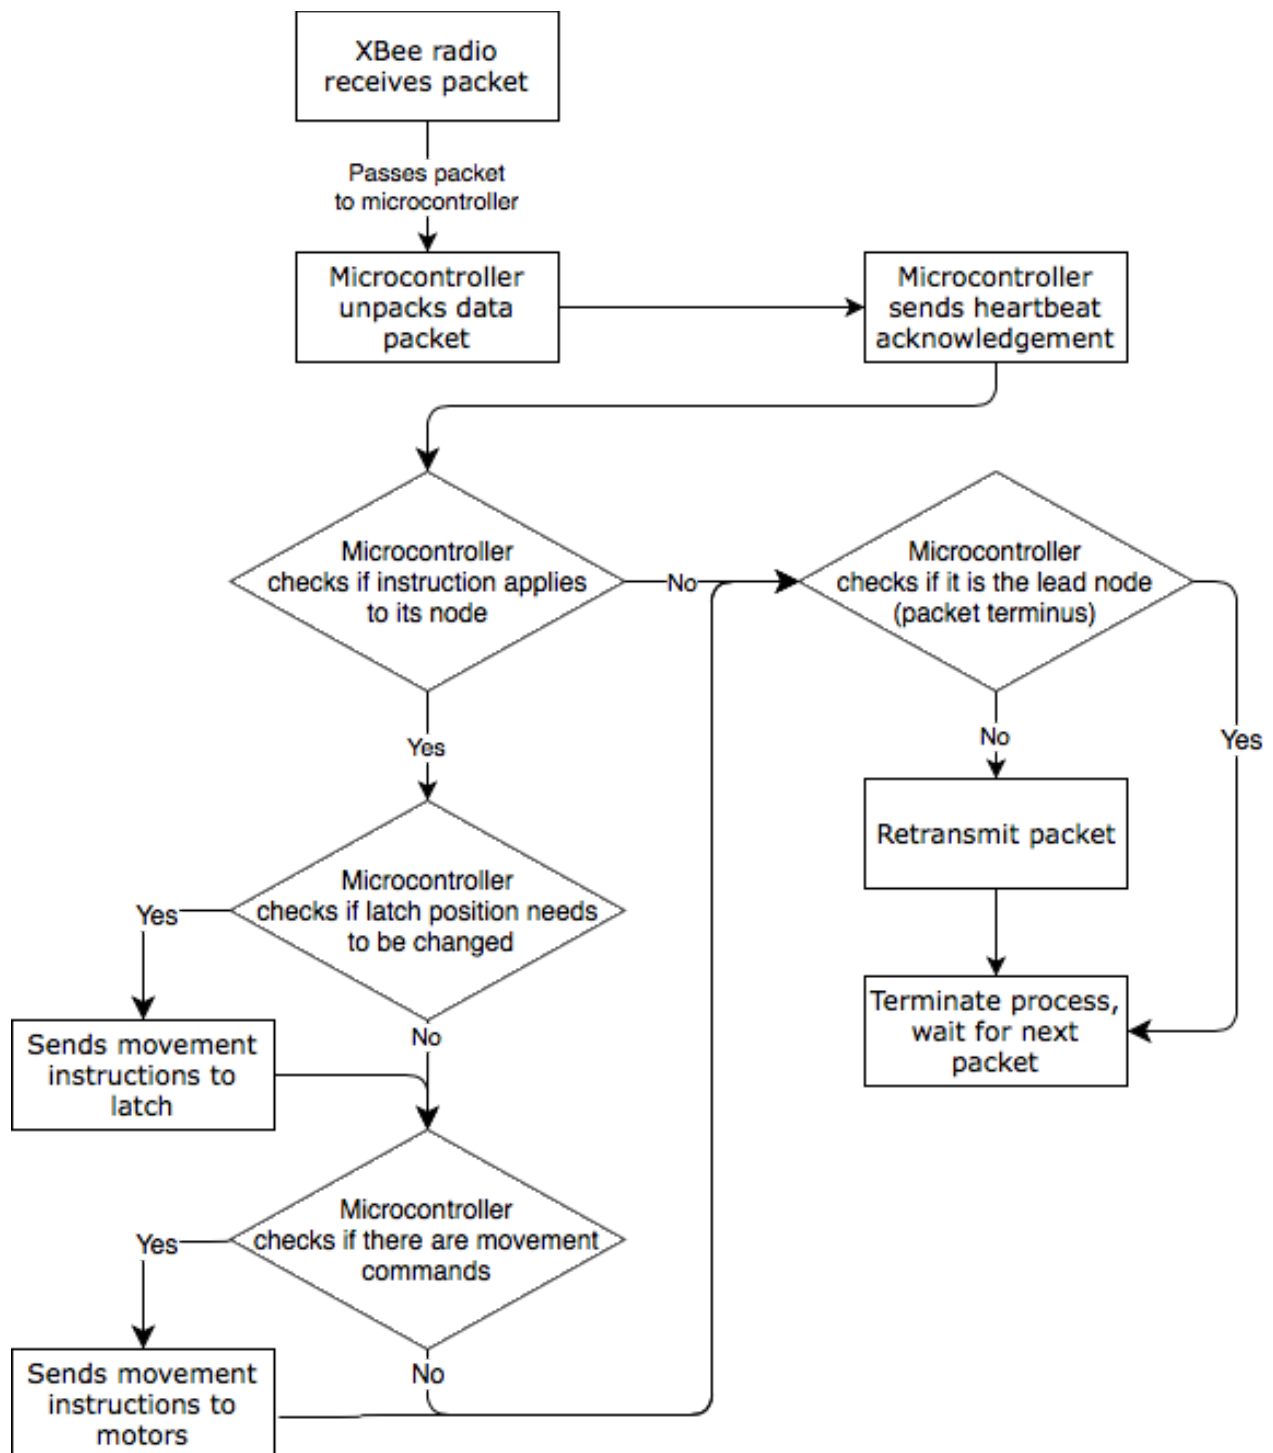 XBee radio
receives packet
Passes packet
to microcontroller
Microcontroller
unpacks data
packet
Microcontroller
sends heartbeat
acknowledgement
Microcontroller
checks if instruction applies
to its node
No
Microcontroller
checks if it is the lead node
(packet terminus)
Yes
No
Yes
Retransmit packet
Microcontroller
checks if latch position needs
to be changed
Yes
No
Sends movement
instructions to
latch
Terminate process,
wait for next
packet
Microcontroller
checks if there are movement
commands
Yes
No
Sends movement
instructions to
motors